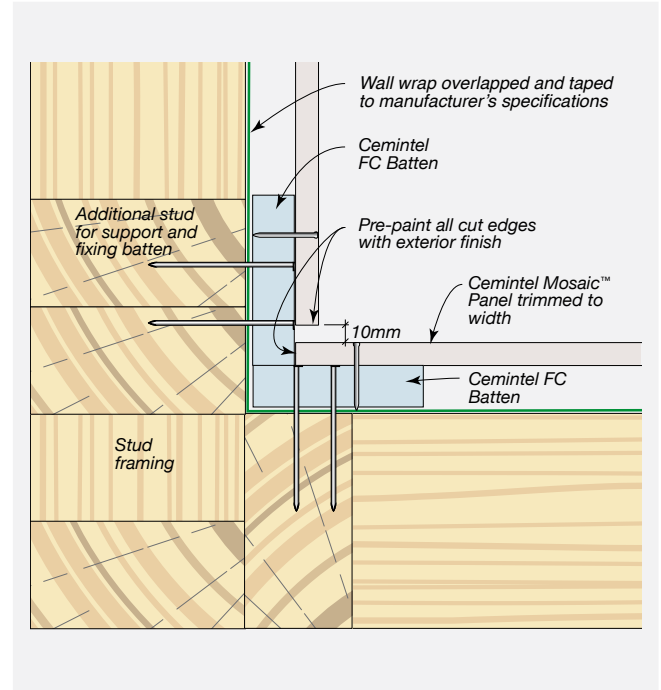 Wall wrap overlapped and taped
to manufacturer’s specifications
Cemintel
FC Batten
Additional stud
for support and
fixing batten
Pre-paint all cut edges
with exterior finish
Cemintel Mosaic™
Panel trimmed to
width
10mm
Cemintel FC
Batten
Stud
framing